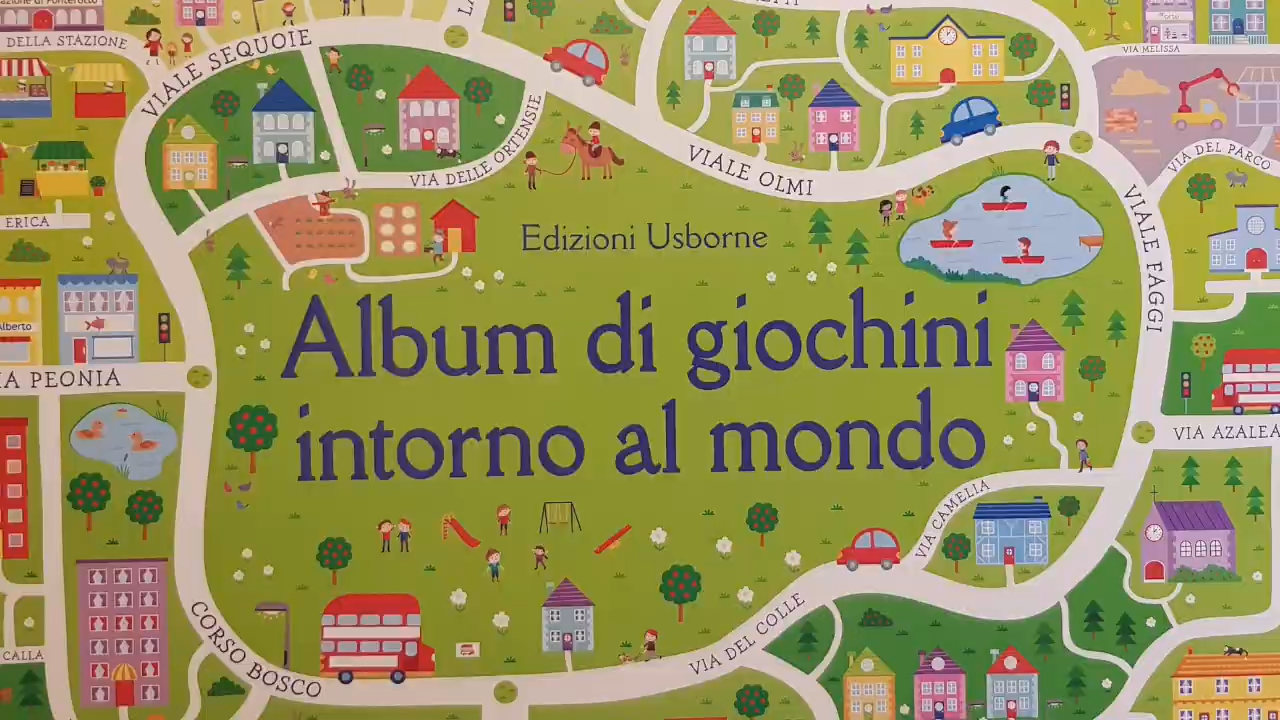 DELLA STAZIONE
VIALE SEQUOIE
VIA MELISSA
VIA DELLE ORTENSIE
VIALE OLMI
VIA DEL PARCO
ERICA
Edizioni Usborne
VIALE FAGGI
Album di giochini
intorno al mondo
Alberto
VIA PEONIA
VIA AZALEA
VIA CAMELIA
CORSO BOSCO
VIA DEL COLLE
CALLA